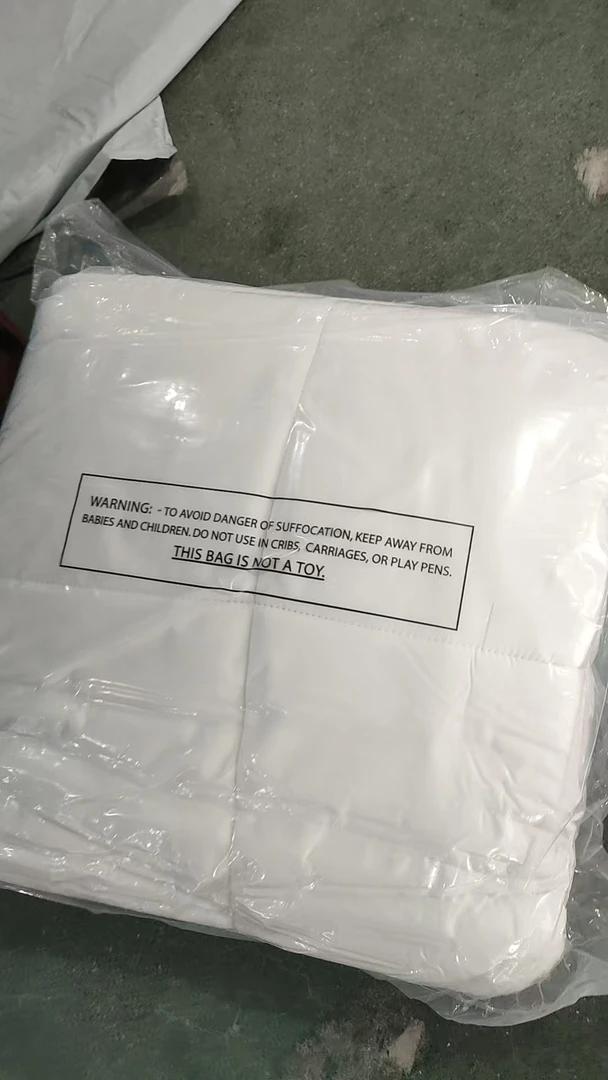 WARNING: - TO AVOID DANGER OF SUFFOCATION, KEEP AWAY FROM
BABIES AND CHILDREN. DO NOT USE IN CRIBS, CARRIAGES, OR PLAY PENS.
THIS BAG IS NOT A TOY.